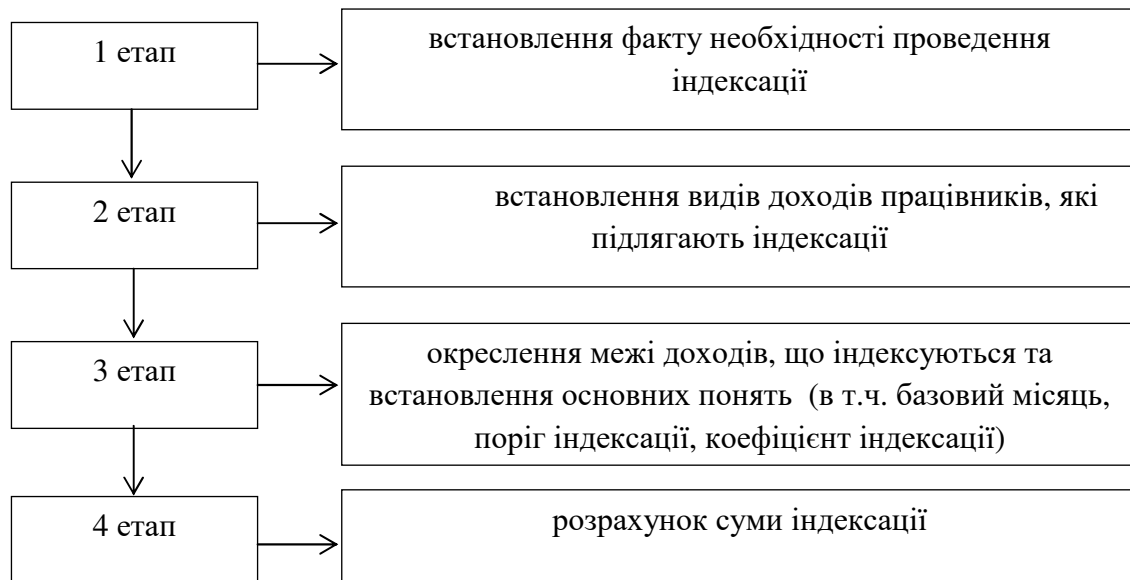 1 етап
встановлення факту необхідності проведення
індексації
2 етап
встановлення видів доходів працівників, які
підлягають індексації
3 етап
окреслення межі доходів, що індексуються та
встановлення основних понять (в т.ч. базовий місяць,
поріг індексації, коефіцієнт індексації)
4 етап
розрахунок суми індексації